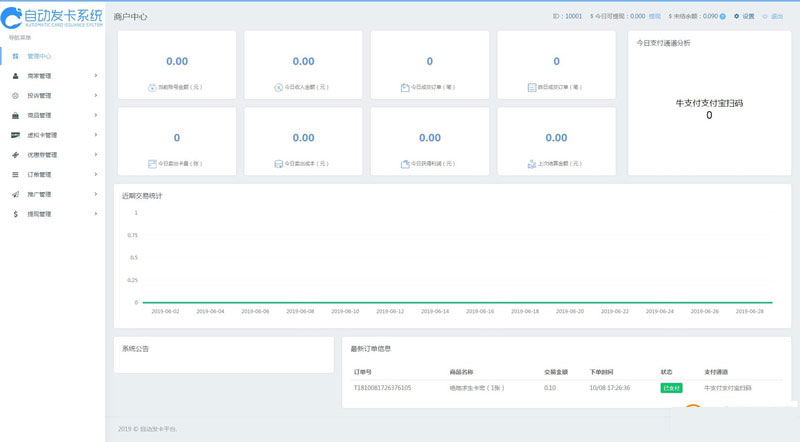 自动发卡系统
AUTOMATIC CARD ISSUANCE SYSTEM
商户中心
ID：10001 $ 今日可提现：0.000 提现 $ 未结余额：0.090 ? 设置 退出
导航菜单
管理中心
商家管理
投诉管理
商品管理
虚拟卡管理
优惠券管理
订单管理
推广管理
提现管理
0.00
当前账号金额（元）
0.00
今日收入金额（元）
0
今日成交订单（笔）
0
昨日成交订单（笔）
0
今日卖出卡量（张）
0.00
今日卖出成本（元）
0.00
今日获得利润（元）
0.00
上次结算金额（元）
今日支付通道分析
牛支付支付宝扫码
0
近期交易统计
1
0.75
0.5
0.25
0
2019-06-02 2019-06-04 2019-06-06 2019-06-08 2019-06-10 2019-06-12 2019-06-14 2019-06-16 2019-06-18 2019-06-20 2019-06-22 2019-06-24 2019-06-26 2019-06-28
系统公告
最新订单信息
订单号 商品名称 交易金额 下单时间 状态 支付通道
T1810081726376105 绝地求生卡密（1张） 0.10 10/08 17:26:36 已支付 牛支付支付宝扫码
2019 © 自动发卡平台.